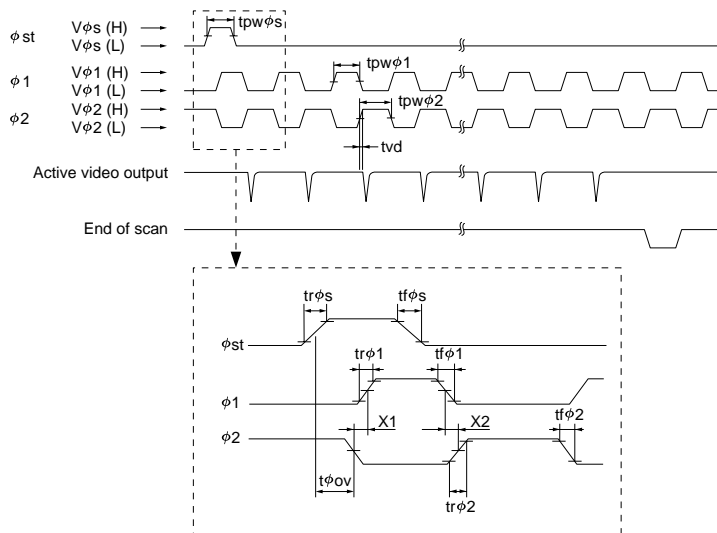 tpwϕs
ϕst
Vϕs (H)
Vϕs (L)
tpwϕ1
ϕ1
Vϕ1 (H)
Vϕ1 (L)
tpwϕ2
ϕ2
Vϕ2 (H)
Vϕ2 (L)
tvd
Active video output
End of scan
trϕs
tfϕs
ϕst
trϕ1
tfϕ1
ϕ1
tfϕ2
X1
X2
ϕ2
tϕov
trϕ2